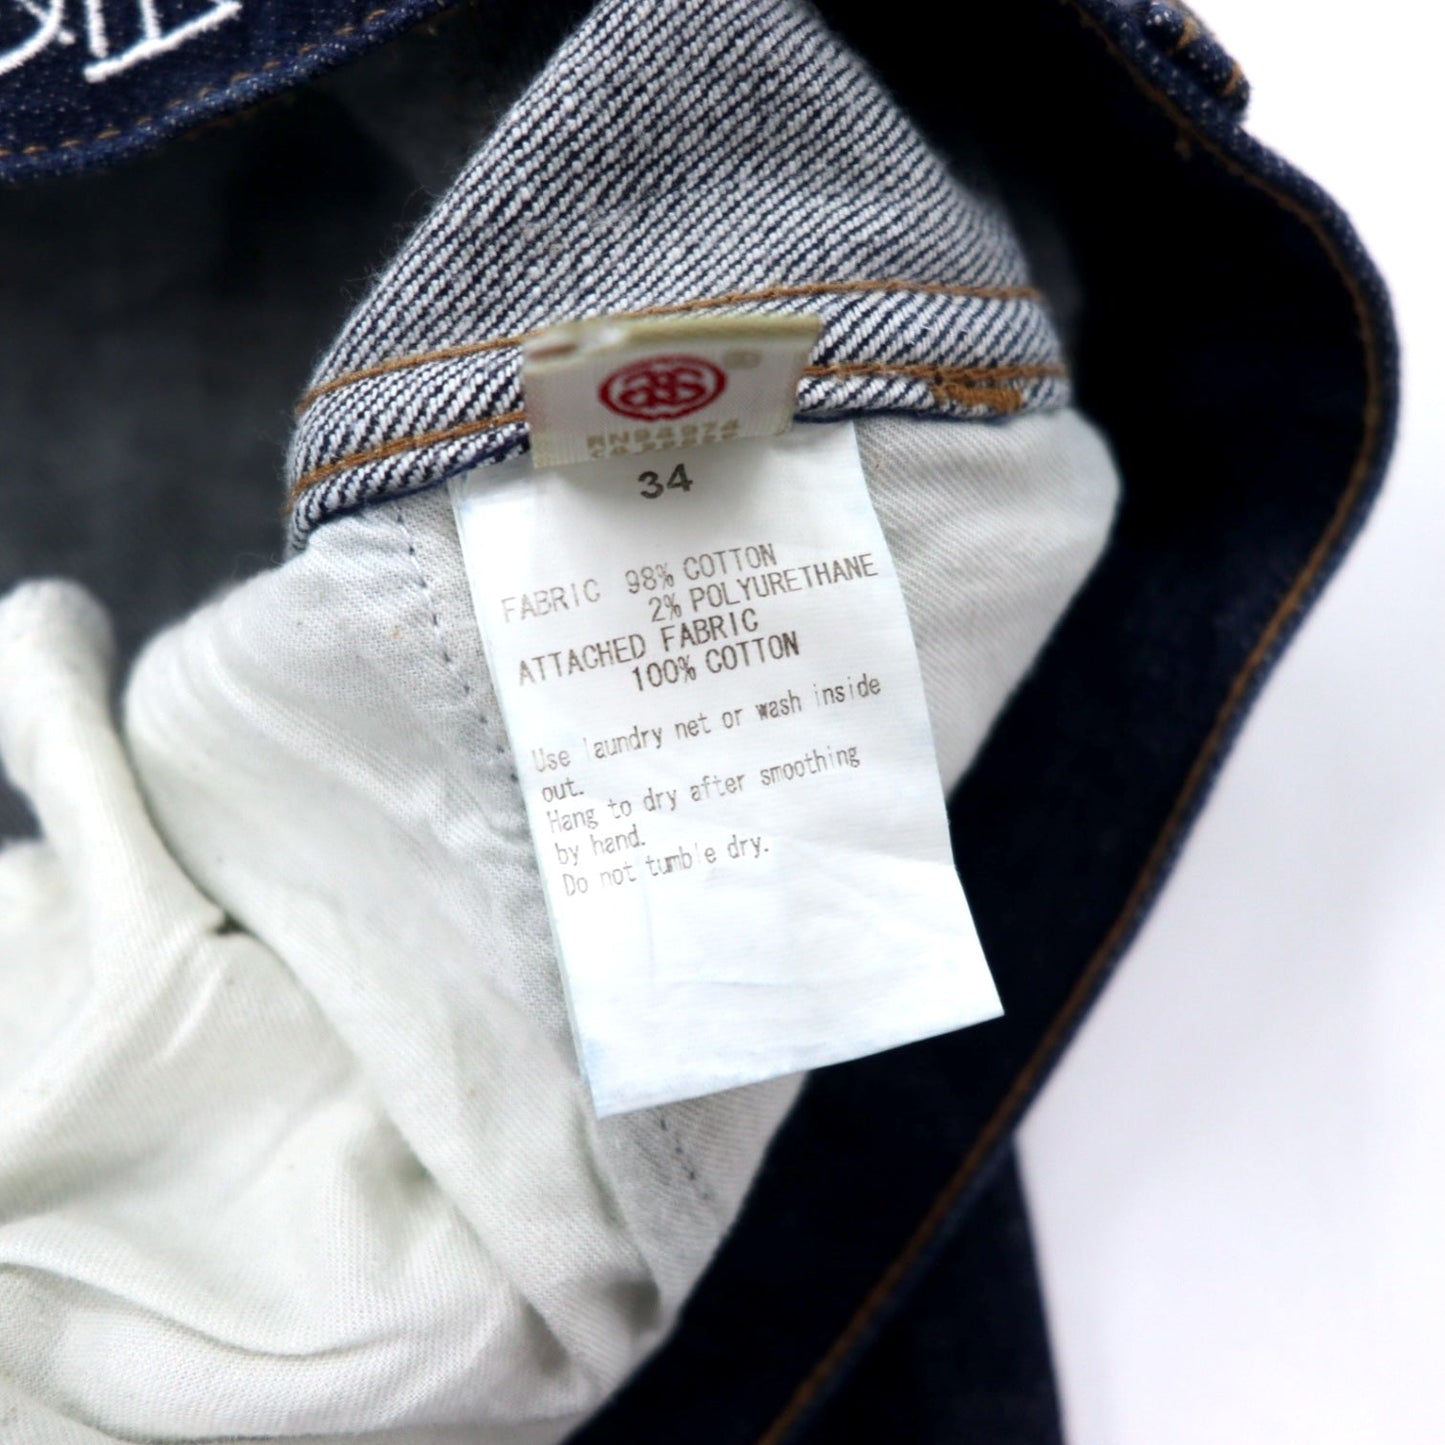 RN94974
34
FABRIC 98% COTTON
2% POLYURETHANE
ATTACHED FABRIC
100% COTTON
Use laundry net or wash inside
out.
Hang to dry after smoothing
by hand.
Do not tumble dry.